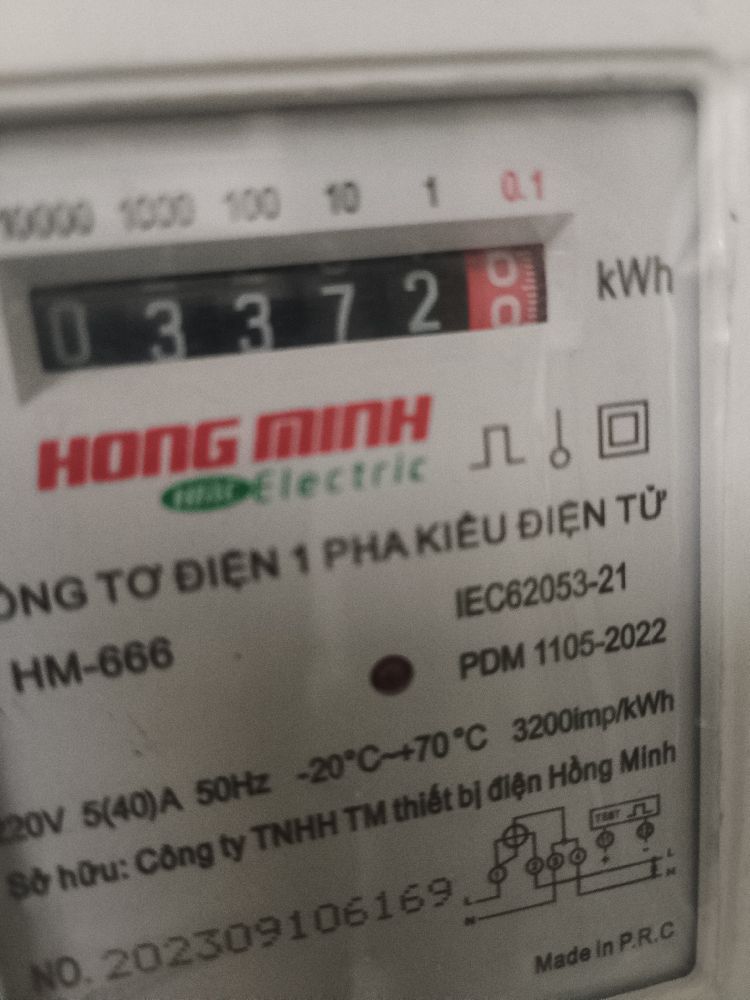 10000 1000 100 10 1 0.1
0 3 3 7 2
kWh
HONG MINH
Electric
CÔNG TƠ ĐIỆN 1 PHA KIỂU ĐIỆN TỬ
IEC62053-21
HM-666
PDM 1105-2022
220V 5(40)A 50Hz -20°C~+70°C 3200imp/kWh
Sở hữu: Công ty TNHH TM thiết bị điện Hồng Minh
TEST
NO. 202309106169
Made in P.R.C